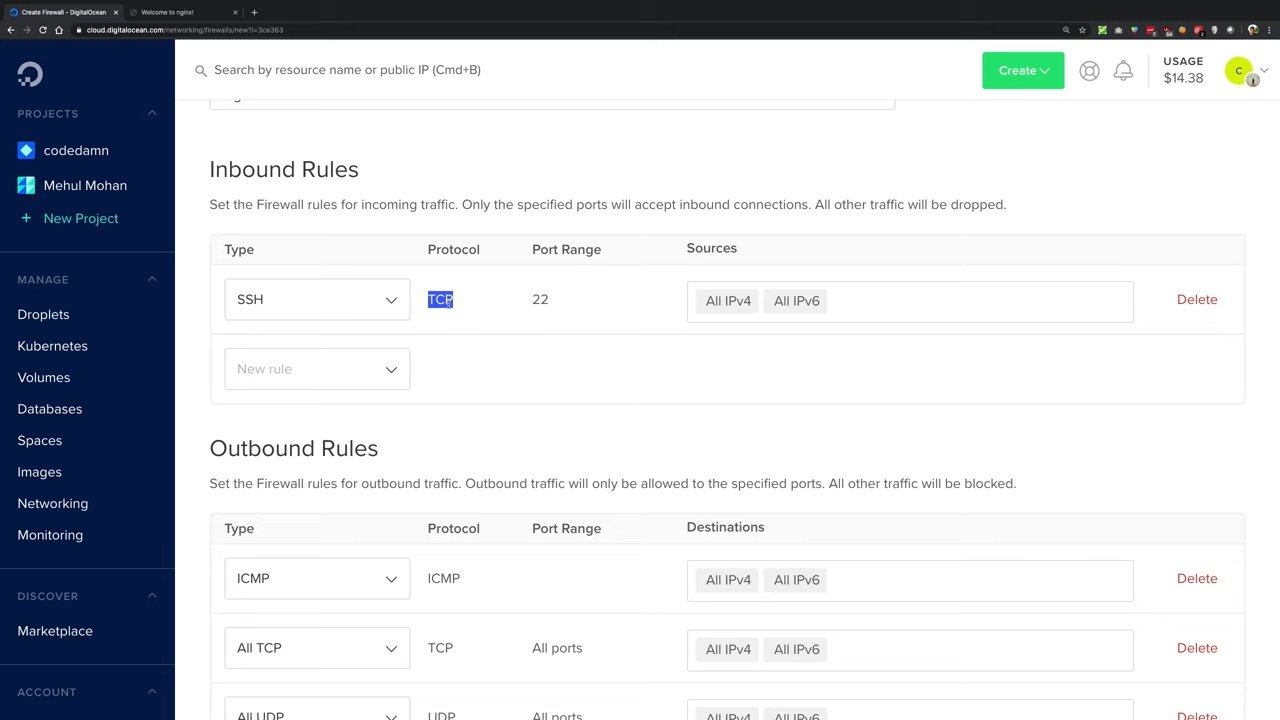 Create Firewall - DigitalOcean
Welcome to nginx!
cloud.digitalocean.com/networking/firewalls/new?i=3ce363
Search by resource name or public IP (Cmd+B)
Create
USAGE
$14.38
C
PROJECTS
codedamn
Mehul Mohan
+ New Project
MANAGE
Droplets
Kubernetes
Volumes
Databases
Spaces
Images
Networking
Monitoring
DISCOVER
Marketplace
ACCOUNT
Inbound Rules
Set the Firewall rules for incoming traffic. Only the specified ports will accept inbound connections. All other traffic will be dropped.
Type Protocol Port Range Sources
SSH TCP 22 All IPv4 All IPv6 Delete
New rule
Outbound Rules
Set the Firewall rules for outbound traffic. Outbound traffic will only be allowed to the specified ports. All other traffic will be blocked.
Type Protocol Port Range Destinations
ICMP ICMP All IPv4 All IPv6 Delete
All TCP TCP All ports All IPv4 All IPv6 Delete
All UDP UDP All ports All IPv4 All IPv6 Delete